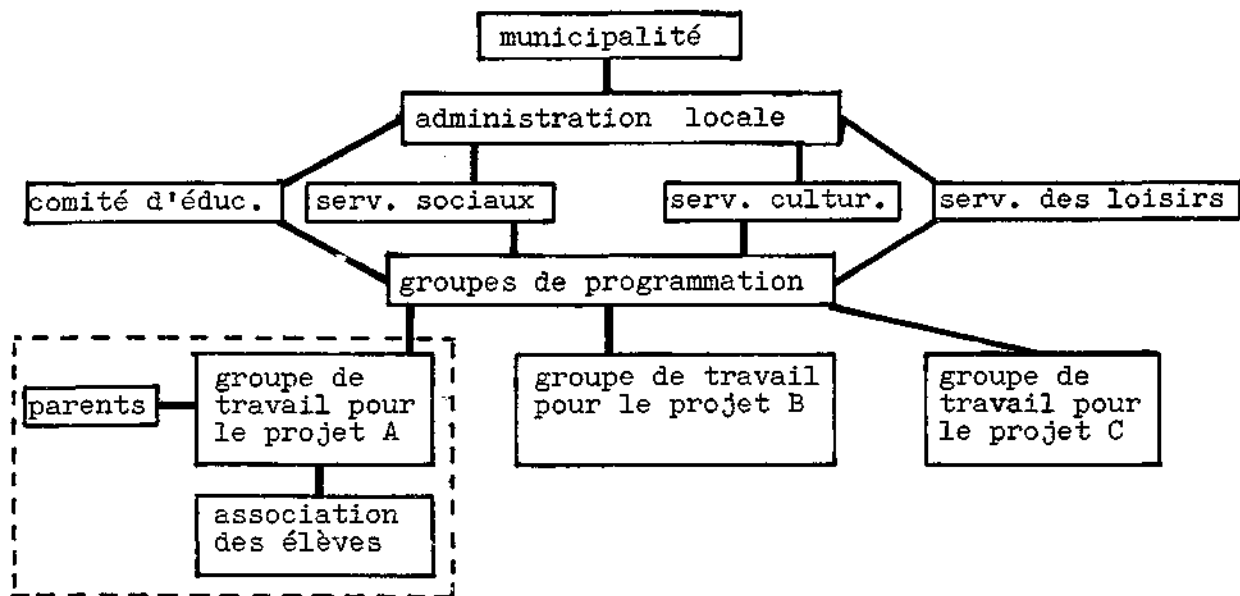 municipalité
administration locale
comité d'éduc.
serv. sociaux
serv. cultur.
serv. des loisirs
groupes de programmation
parents
groupe de
travail pour
le projet A
groupe de travail
pour le projet B
groupe de
travail pour
le projet C
association
des élèves